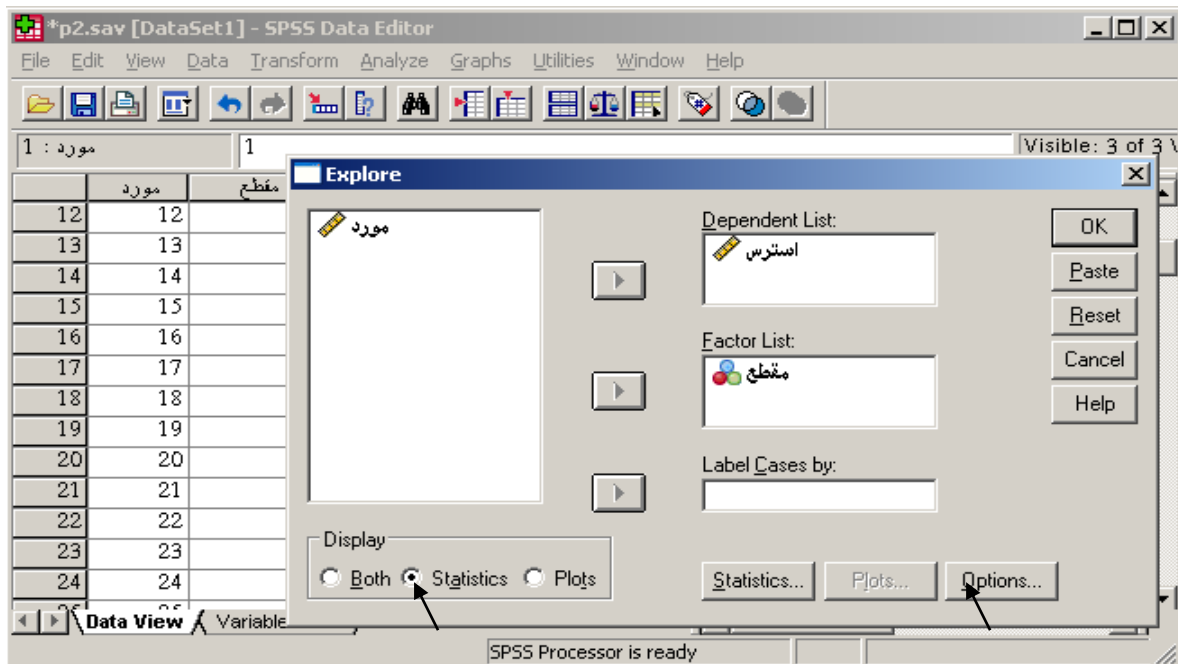 *p2.sav [DataSet1] - SPSS Data Editor
File Edit View Data Transform Analyze Graphs Utilities Window Help
1 : مورد
1
Visible: 3 of 3 V
مورد مقطع
12 12
13 13
14 14
15 15
16 16
17 17
18 18
19 19
20 20
21 21
22 22
23 23
24 24
Data View Variable
SPSS Processor is ready
Explore
مورد
Dependent List:
استرس
Factor List:
مقطع
Label Cases by:
OK
Paste
Reset
Cancel
Help
Display
Both Statistics Plots
Statistics... Plots... Options...